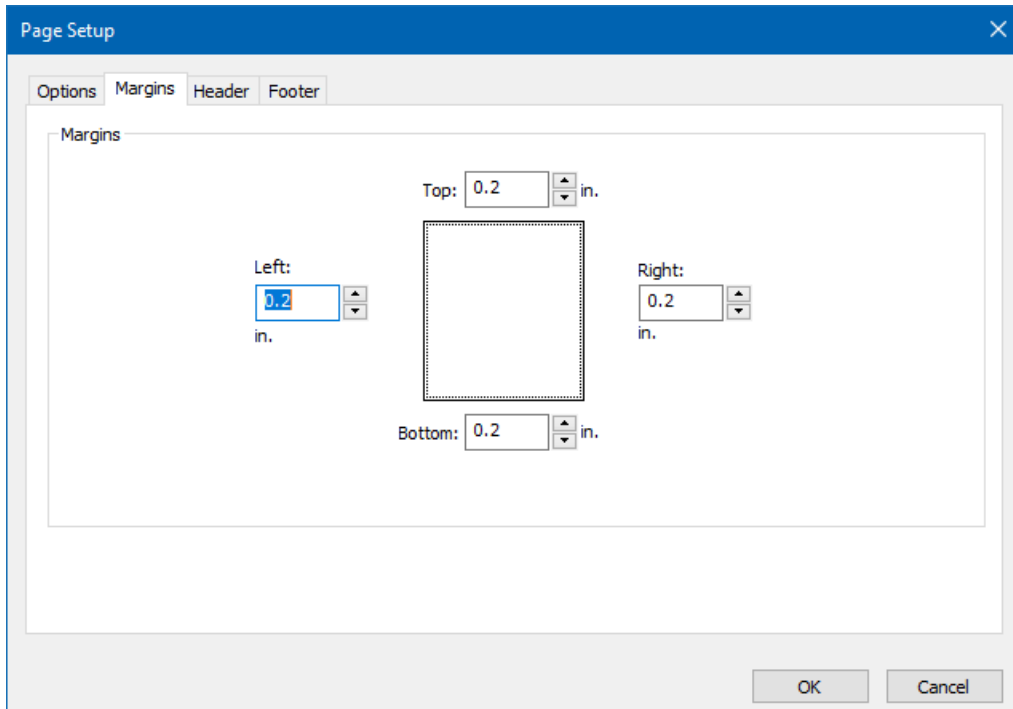 Page Setup
Options Margins Header Footer
Margins
Top: 0.2 in.
Left:
0.2
in.
Right:
0.2
in.
Bottom: 0.2 in.
OK Cancel